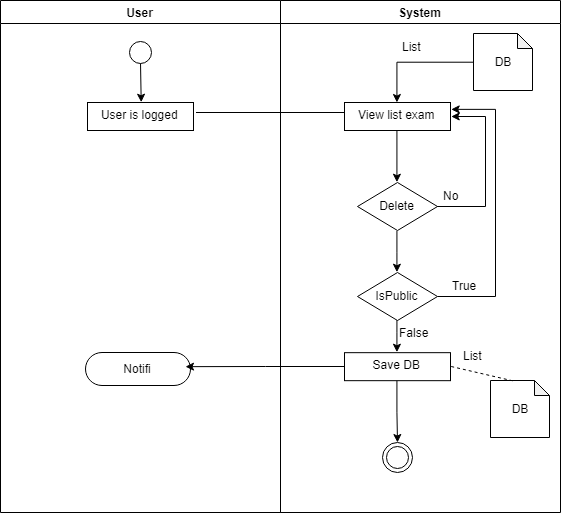 User
System
List
DB
User is logged
View list exam
Delete
No
IsPublic
True
False
Notifi
Save DB
List
DB